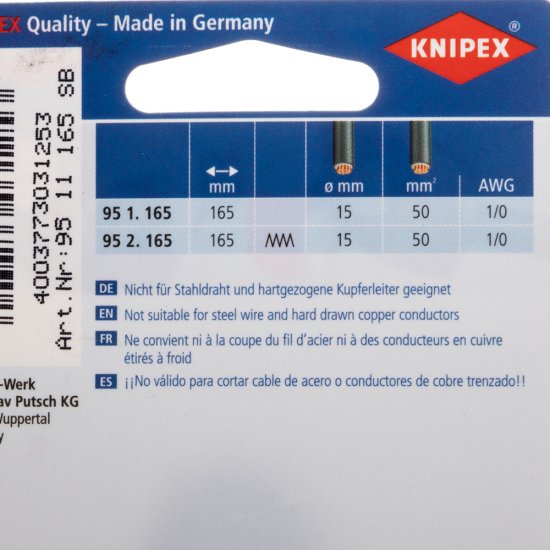 EX Quality – Made in Germany
KNIPEX®
4003773031253
Art.Nr:95 11 165 SB
mm ø mm mm² AWG
95 1. 165 165 15 50 1/0
95 2. 165 165 15 50 1/0
DE Nicht für Stahldraht und hartgezogene Kupferleiter geeignet
EN Not suitable for steel wire and hard drawn copper conductors
FR Ne convient ni à la coupe du fil d'acier ni à des conducteurs en cuivre
étirés à froid
ES ¡¡No válido para cortar cable de acero o conductores de cobre trenzado!!
-Werk
av Putsch KG
Wuppertal
y